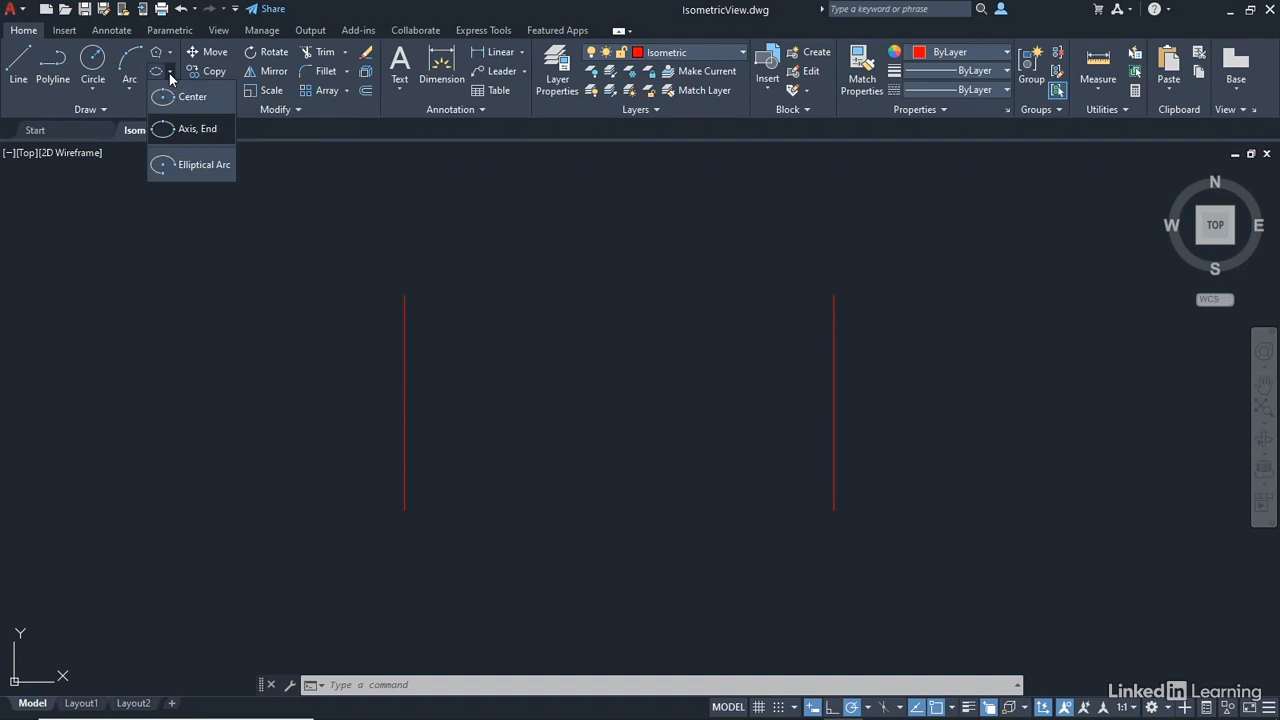 Share
IsometricView.dwg
Type a keyword or phrase
Home Insert Annotate Parametric View Manage Output Add-ins Collaborate Express Tools Featured Apps
Line Polyline Circle Arc
Move Rotate Trim
Copy Mirror Fillet
Scale Array
Text Dimension
Linear
Leader
Table
Layer Properties
Isometric
Make Current
Match Layer
Insert
Create
Edit
Match Properties
ByLayer
ByLayer
ByLayer
Group
Measure
Paste
Base
Draw Modify Annotation Layers Block Properties Groups Utilities Clipboard View
Center
Axis, End
Elliptical Arc
Start Isom
[−][Top][2D Wireframe]
N
W TOP E
S
WCS
Y
X
Type a command
Model Layout1 Layout2 +
MODEL 1:1
Linked in Learning